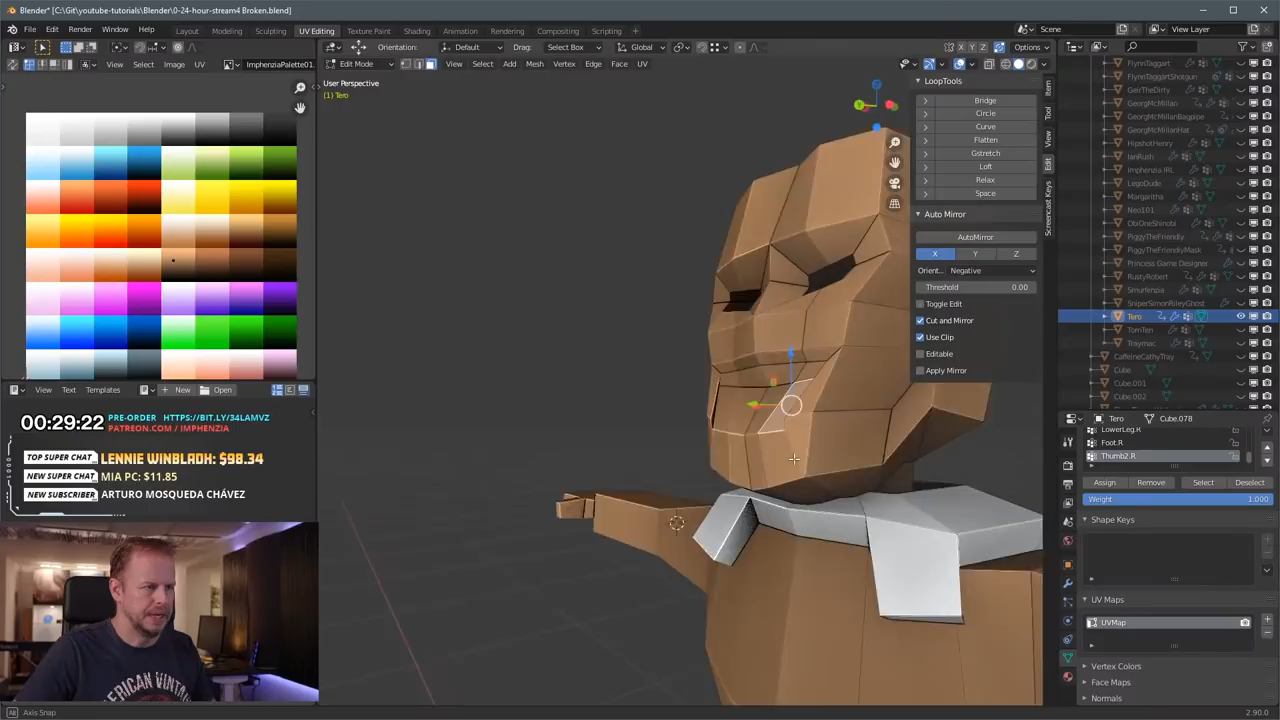 Blender* [C:\Git\youtube-tutorials\Blender\0-24-hour-stream4 Broken.blend]
File Edit Render Window Help Layout Modeling Sculpting UV Editing Texture Paint Shading Animation Rendering Compositing Scripting + Scene View Layer
Orientation: Default Drag: Select Box Global X Y Z Options
View Select Image UV ImphenziaPalette01. Edit Mode View Select Add Mesh Vertex Edge Face UV
User Perspective
(1) Tero
LoopTools
Bridge
Circle
Curve
Flatten
Gstretch
Loft
Relax
Space
Auto Mirror
AutoMirror
X Y Z
Orient.. Negative
Threshold 0.00
Toggle Edit
Cut and Mirror
Use Clip
Editable
Apply Mirror
Item
Tool
View
Edit
Screencast Keys
FlynnTaggart
FlynnTaggartShotgun
GeirTheDirty
GeorgMcMillan
GeorgMcMillanBagpipe
GeorgMcMillanHat
HipshotHenry
IanRush
Imphenzia IRL
LegoDude
Margaritha
Neo101
ObiOneShinobi
PiggyTheFriendly
PiggyTheFriendlyMask
Princess Game Designer
RustyRobert
Smurfenzia
SniperSimonRileyGhost
Tero
TomTen
Traymac
CaffeineCathyTray
Cube
Cube.001
Cube.002
Tero Cube.078
LowerLeg.R
Foot.R
Thumb2.R
Assign Remove Select Deselect
Weight 1.000
Shape Keys
UV Maps
UVMap
Vertex Colors
Face Maps
Normals
View Text Templates + New Open
00:29:22
PRE-ORDER HTTPS://BIT.LY/34LAMVZ
PATREON.COM / IMPHENZIA
TOP SUPER CHAT LENNIE WINBLADH: $98.34
NEW SUPER CHAT MIA PC: $11.85
NEW SUBSCRIBER ARTURO MOSQUEDA CHÁVEZ
Axis Snap
2.90.0